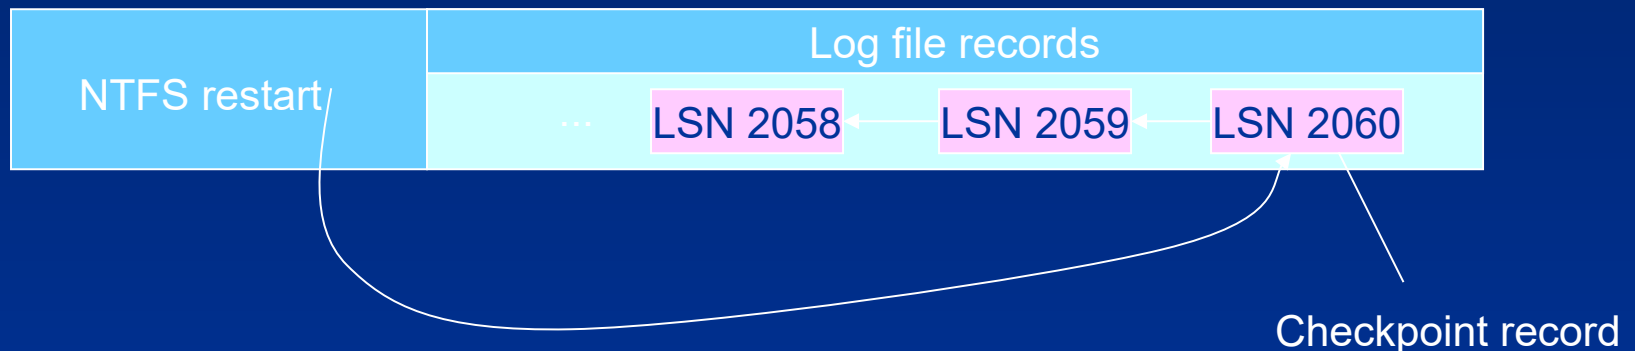 Log file records
NTFS restart
... LSN 2058 LSN 2059 LSN 2060
Checkpoint record